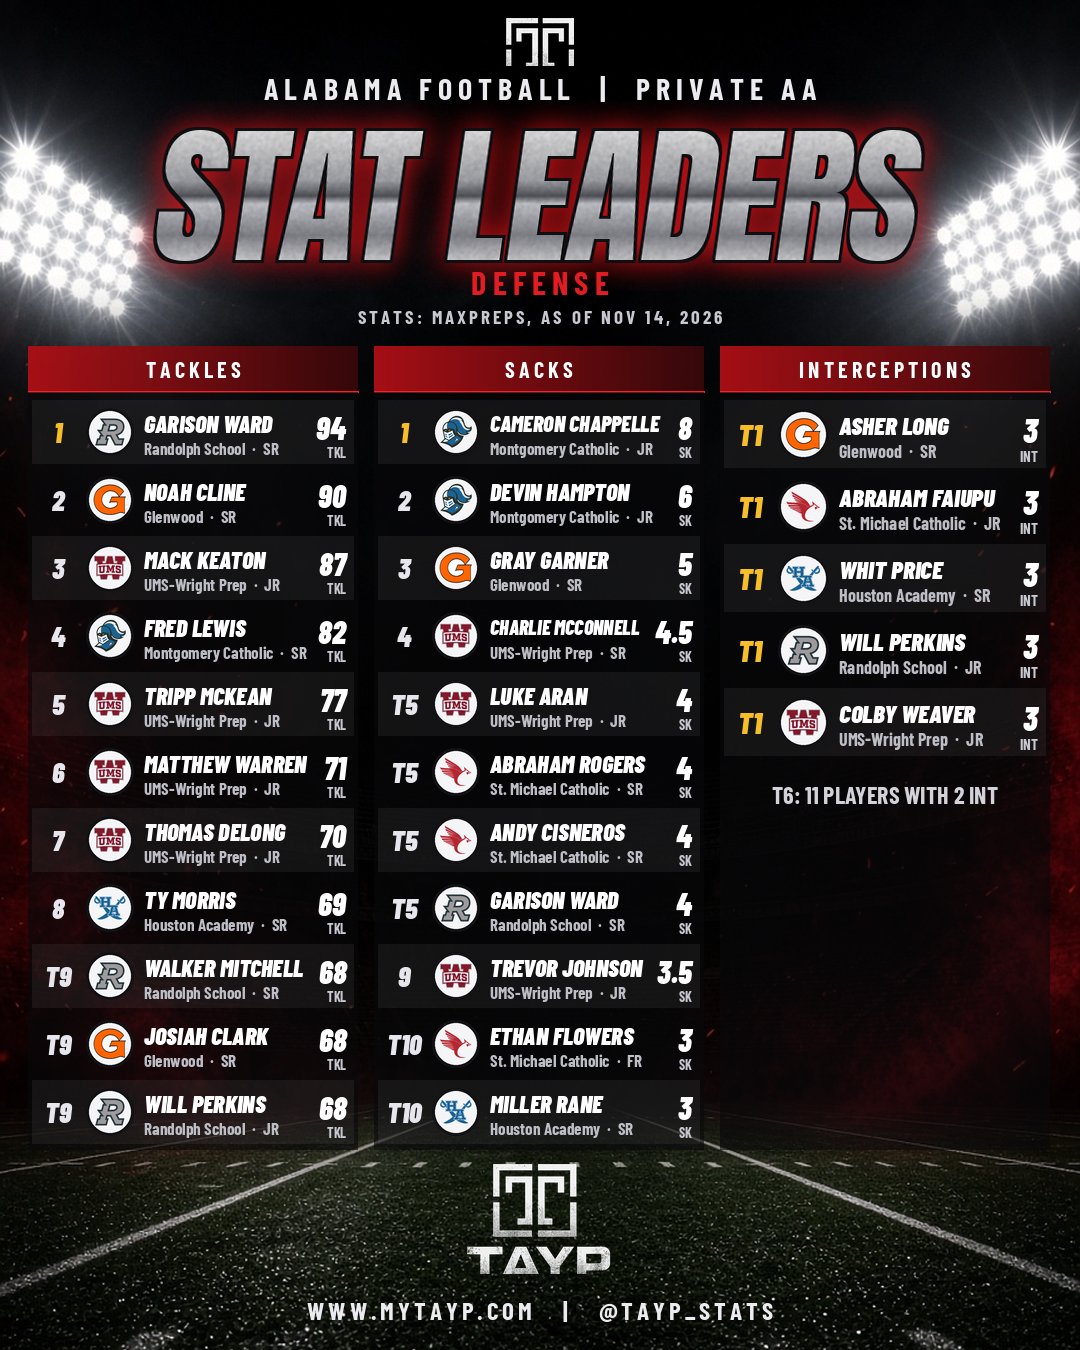 ALABAMA FOOTBALL | PRIVATE AA
STAT LEADERS
DEFENSE
STATS: MAXPREPS, AS OF NOV 14, 2026
TACKLES
1 R GARISON WARD 94
Randolph School · SR TKL
2 G NOAH CLINE 90
Glenwood · SR TKL
3 UMS MACK KEATON 87
UMS-Wright Prep · JR TKL
4 FRED LEWIS 82
Montgomery Catholic · SR TKL
5 UMS TRIPP MCKEAN 77
UMS-Wright Prep · JR TKL
6 UMS MATTHEW WARREN 71
UMS-Wright Prep · JR TKL
7 UMS THOMAS DELONG 70
UMS-Wright Prep · JR TKL
8 HA TY MORRIS 69
Houston Academy · SR TKL
T9 R WALKER MITCHELL 68
Randolph School · SR TKL
T9 G JOSIAH CLARK 68
Glenwood · SR TKL
T9 R WILL PERKINS 68
Randolph School · JR TKL
SACKS
1 CAMERON CHAPPELLE 8
Montgomery Catholic · JR SK
2 DEVIN HAMPTON 6
Montgomery Catholic · JR SK
3 G GRAY GARNER 5
Glenwood · SR SK
4 UMS CHARLIE MCCONNELL 4.5
UMS-Wright Prep · SR SK
T5 UMS LUKE ARAN 4
UMS-Wright Prep · JR SK
T5 ABRAHAM ROGERS 4
St. Michael Catholic · JR SK
T5 ANDY CISNEROS 4
St. Michael Catholic · SR SK
T5 R GARISON WARD 4
Randolph School · SR SK
9 UMS TREVOR JOHNSON 3.5
UMS-Wright Prep · JR SK
T10 ETHAN FLOWERS 3
St. Michael Catholic · FR SK
T10 HA MILLER RANE 3
Houston Academy · SR SK
INTERCEPTIONS
T1 G ASHER LONG 3
Glenwood · SR INT
T1 ABRAHAM FAIUPU 3
St. Michael Catholic · JR INT
T1 HA WHIT PRICE 3
Houston Academy · SR INT
T1 R WILL PERKINS 3
Randolph School · JR INT
T1 UMS COLBY WEAVER 3
UMS-Wright Prep · JR INT
T6: 11 PLAYERS WITH 2 INT
TAYP
WWW.MYTAYP.COM | @TAYP_STATS